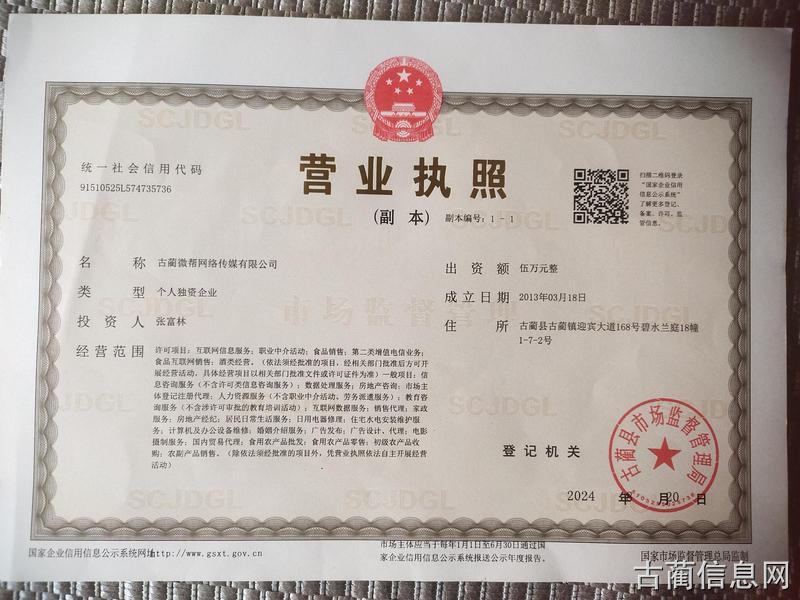 营业执照
(副 本) 副本编号：1 - 1
统一社会信用代码
91510525L574735736
扫描二维码登录
“国家企业信用
信息公示系统”
了解更多登记、
备案、许可、监
管信息。
名 称 古蔺微帮网络传媒有限公司
类 型 个人独资企业
投 资 人 张富林
经营范围 许可项目：互联网信息服务；职业中介活动；食品销售；第二类增值电信业务；
食品互联网销售；酒类经营。（依法须经批准的项目，经相关部门批准后方可开
展经营活动，具体经营项目以相关部门批准文件或许可证件为准）一般项目：信
息咨询服务（不含许可类信息咨询服务）；数据处理服务；房地产咨询；市场主
体登记注册代理；人力资源服务（不含职业中介活动、劳务派遣服务）；教育咨
询服务（不含涉许可审批的教育培训活动）；互联网数据服务；销售代理；家政
服务；房地产经纪；居民日常生活服务；日用电器修理；住宅水电安装维护服
务；计算机及办公设备维修；婚姻介绍服务；广告发布；广告设计、代理；电影
摄制服务；国内贸易代理；食用农产品批发；食用农产品零售；初级农产品收
购；农副产品销售。（除依法须经批准的项目外，凭营业执照依法自主开展经营
活动）
出 资 额 伍万元整
成立日期 2013年03月18日
住 所 古蔺县古蔺镇迎宾大道168号碧水兰庭18幢
1-7-2号
市场监督管理
SCJDGL
登记机关
古蔺县市场监督管理局
2024 年 月 20 日
国家企业信用信息公示系统网址http://www.gsxt.gov.cn
市场主体应当于每年1月1日至6月30日通过国
家企业信用信息公示系统报送公示年度报告。
国家市场监督管理总局监制
古蔺信息网